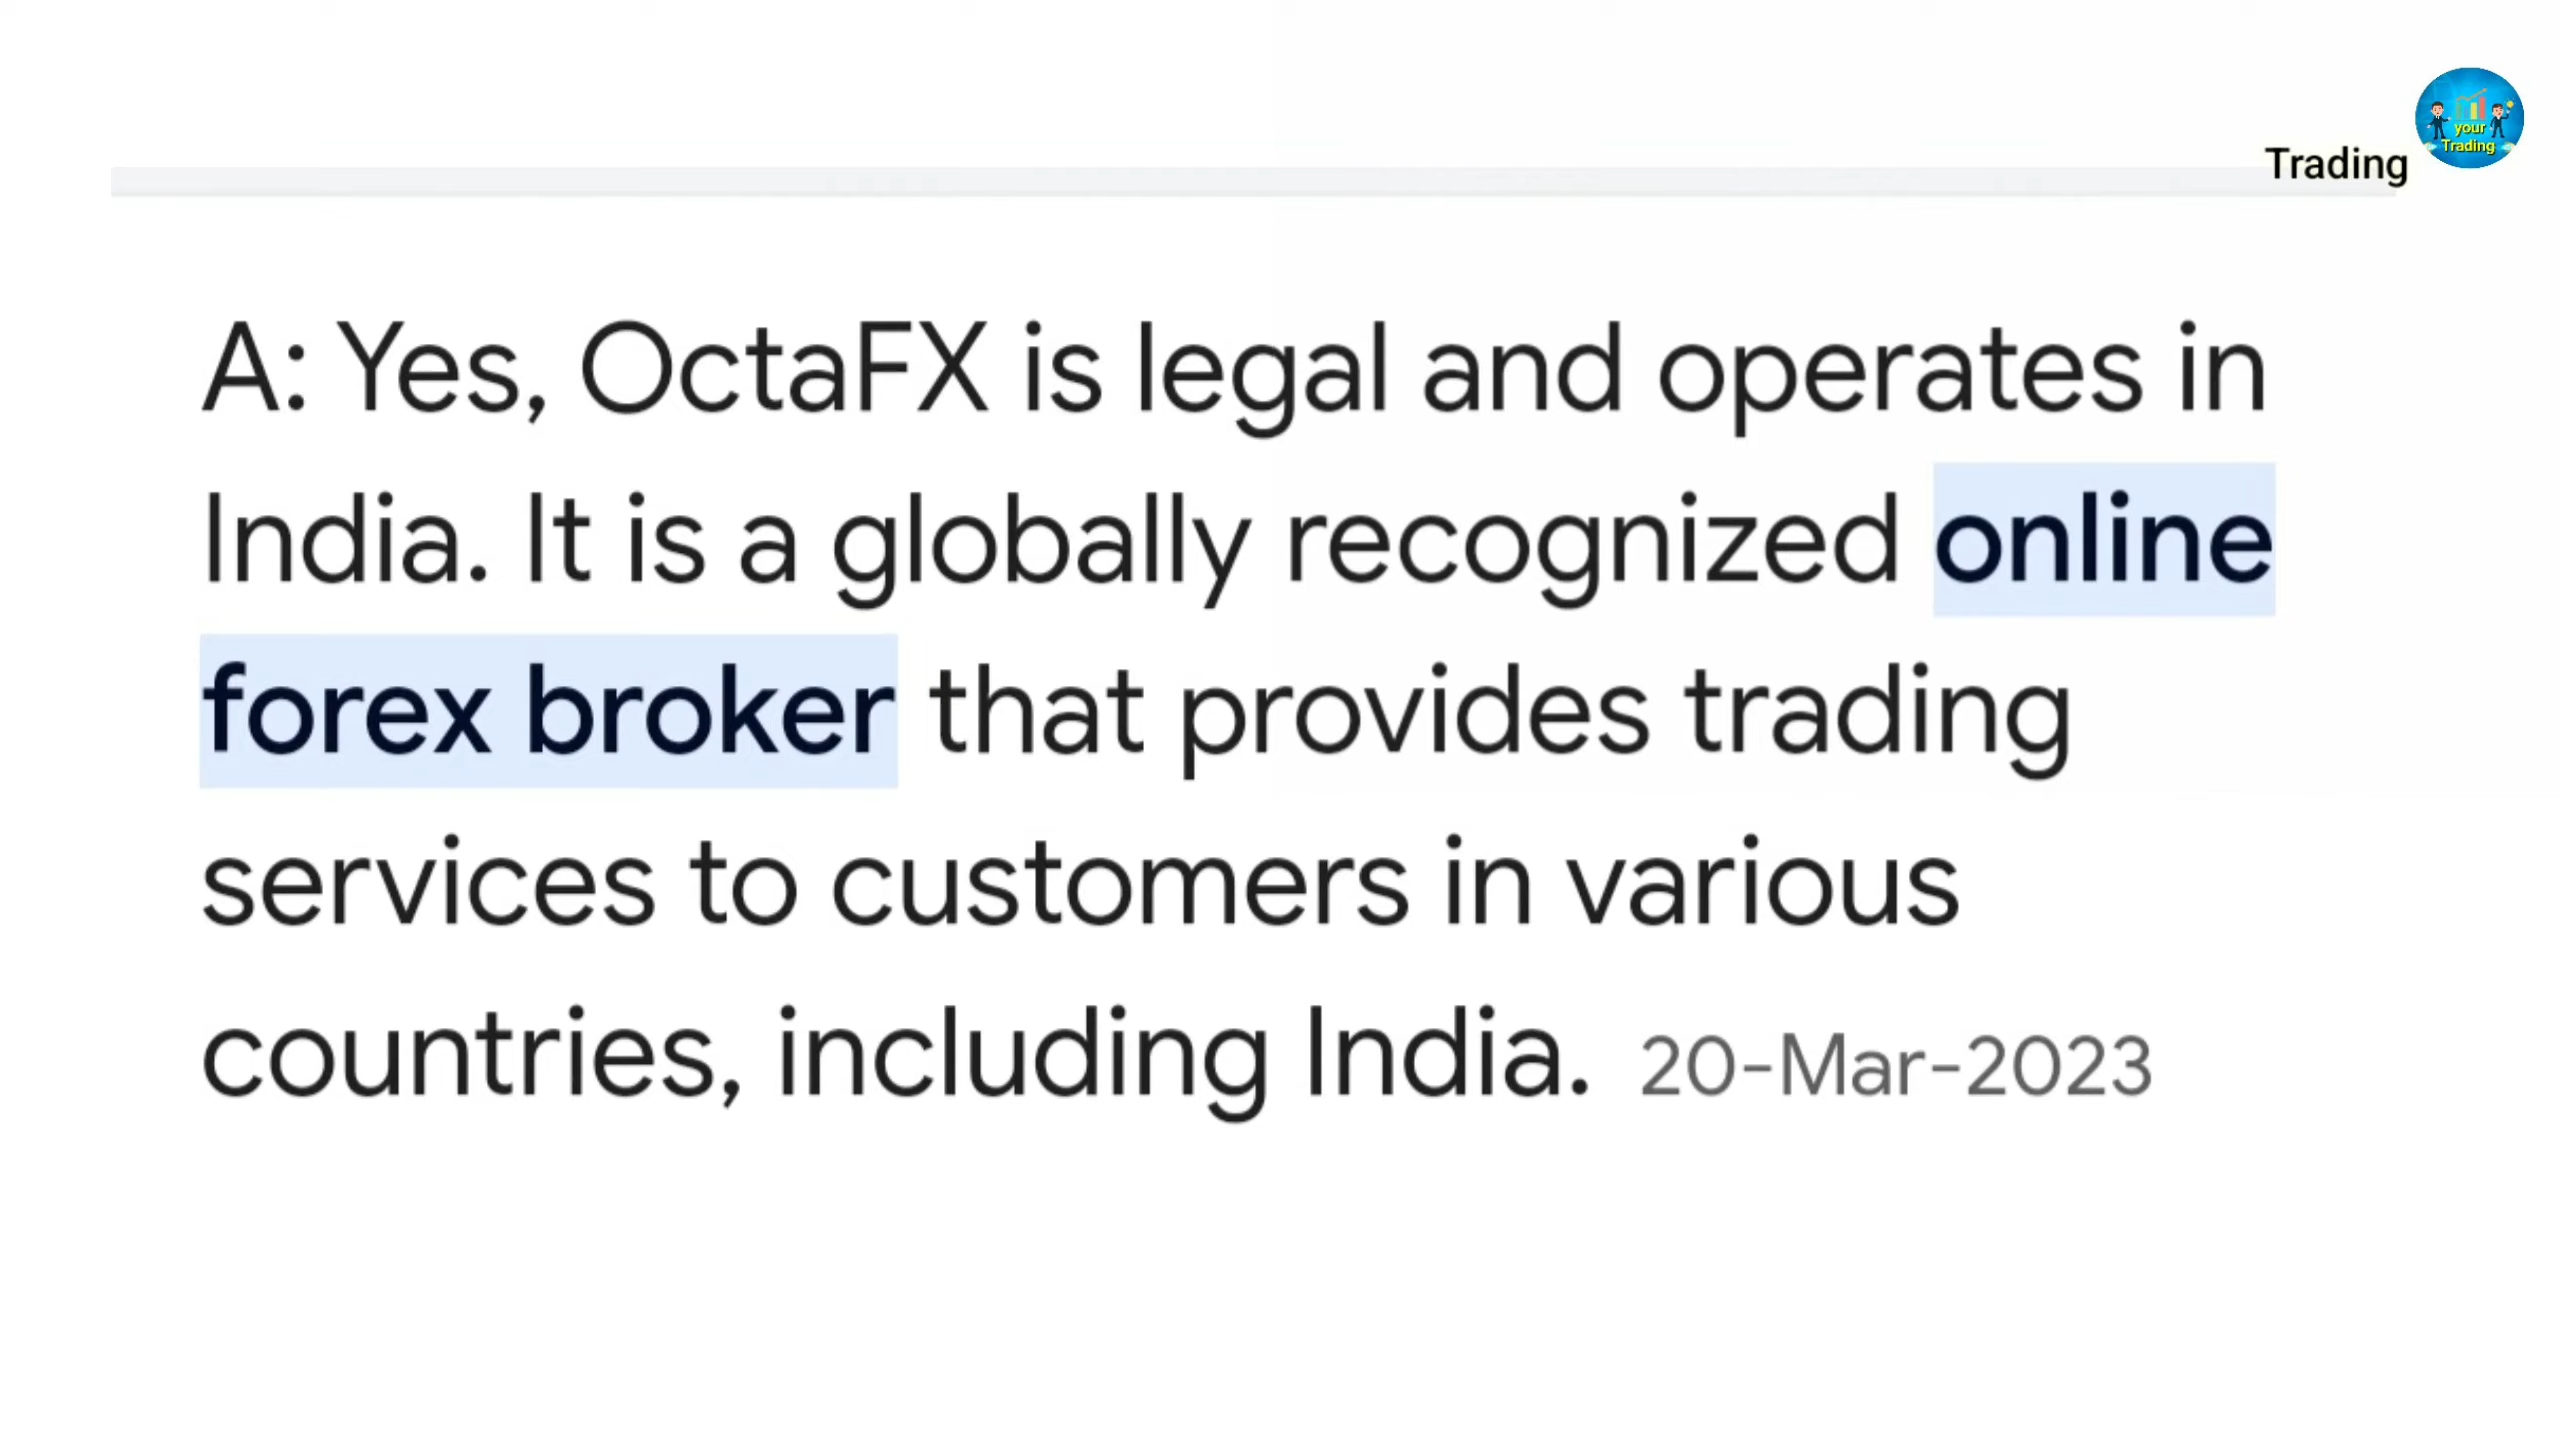 Trading
your
Trading
A: Yes, OctaFX is legal and operates in
India. It is a globally recognized online
forex broker that provides trading
services to customers in various
countries, including India. 20-Mar-2023